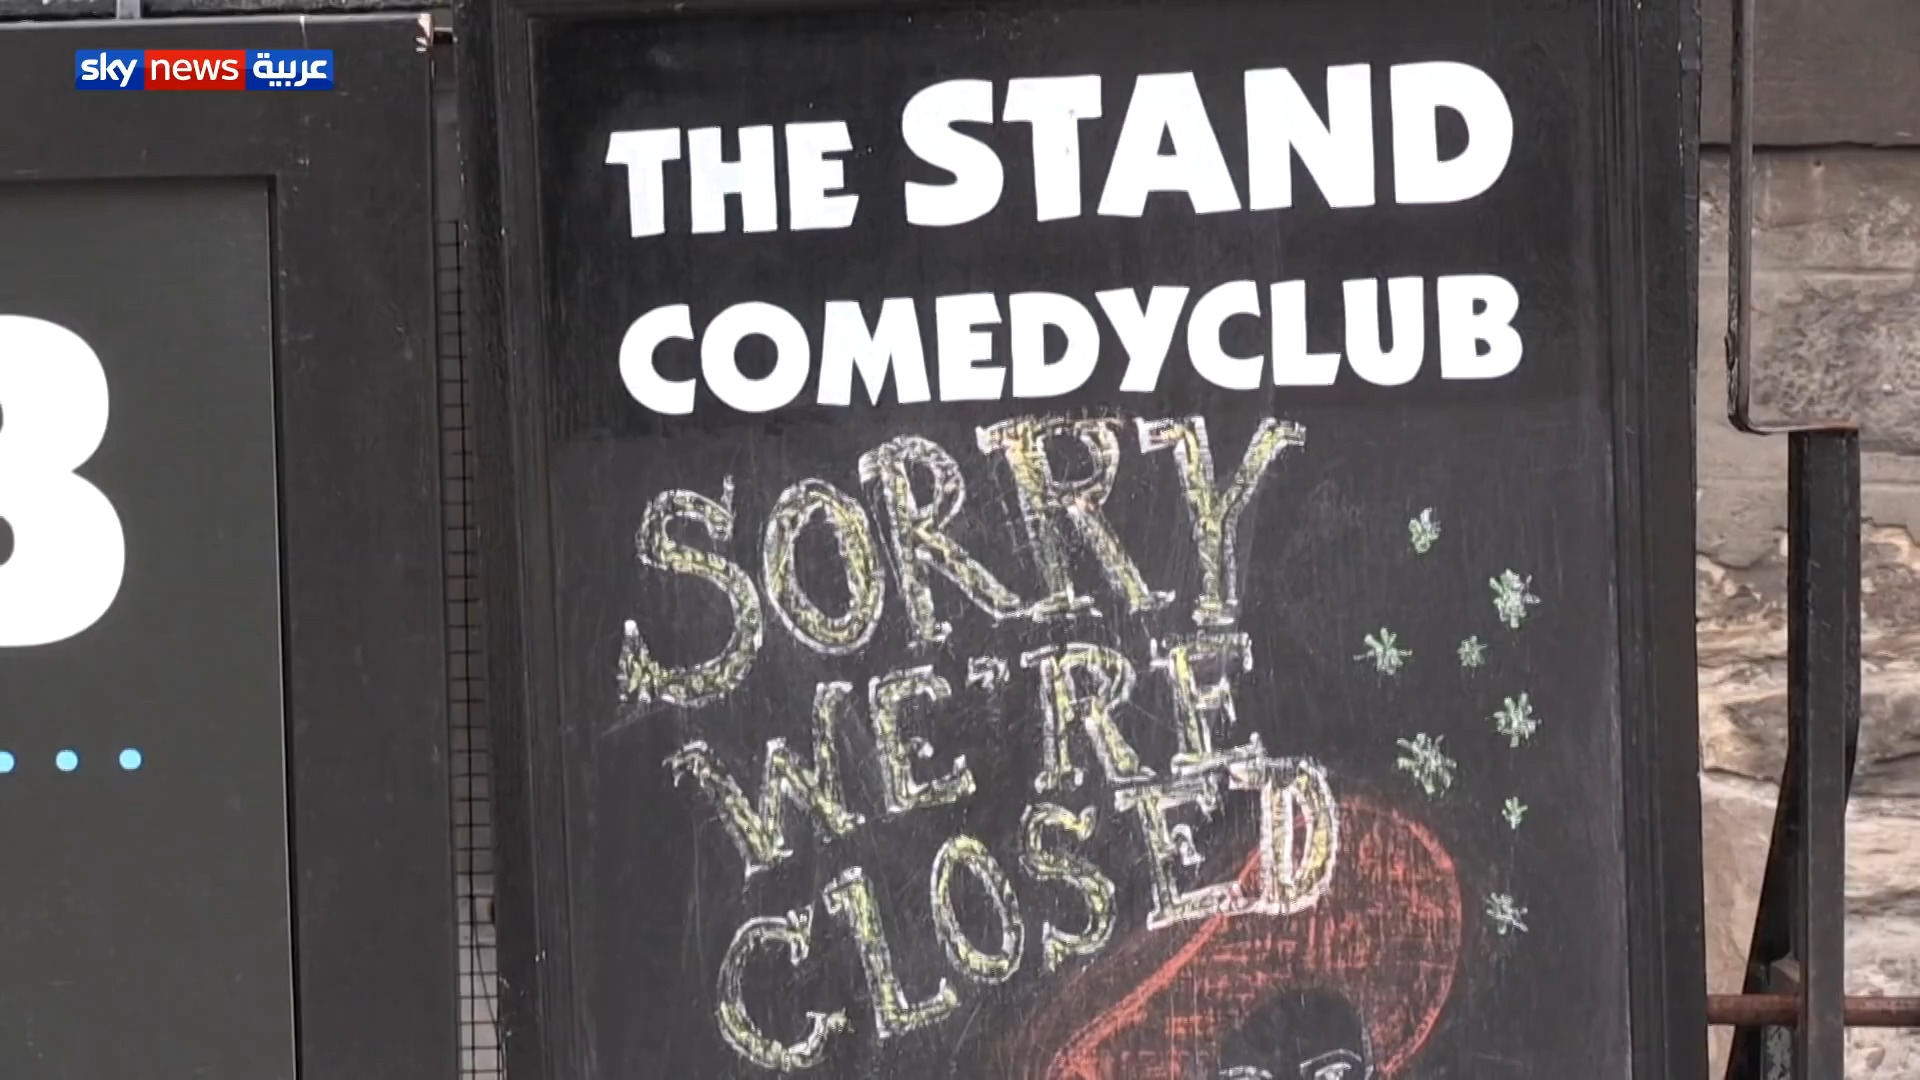 sky news عربية
THE STAND
COMEDYCLUB
SORRY
WE'RE
CLOSED
B